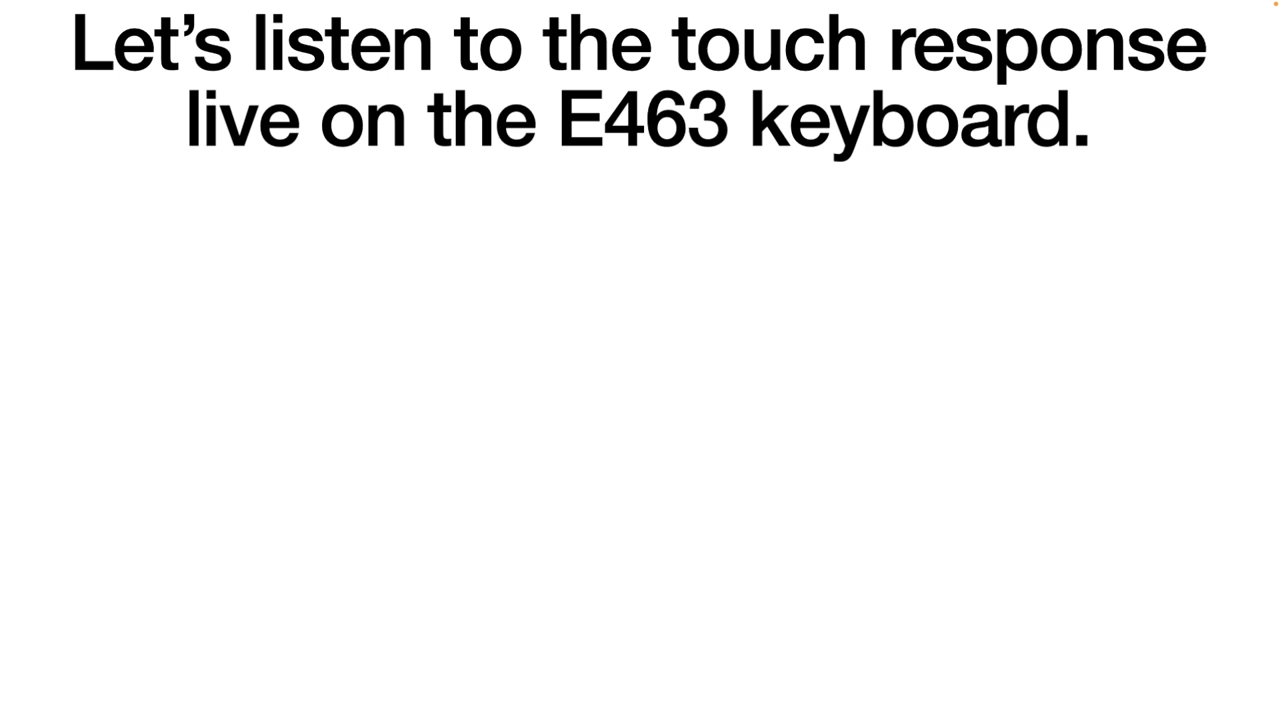 Let’s listen to the touch response
live on the E463 keyboard.